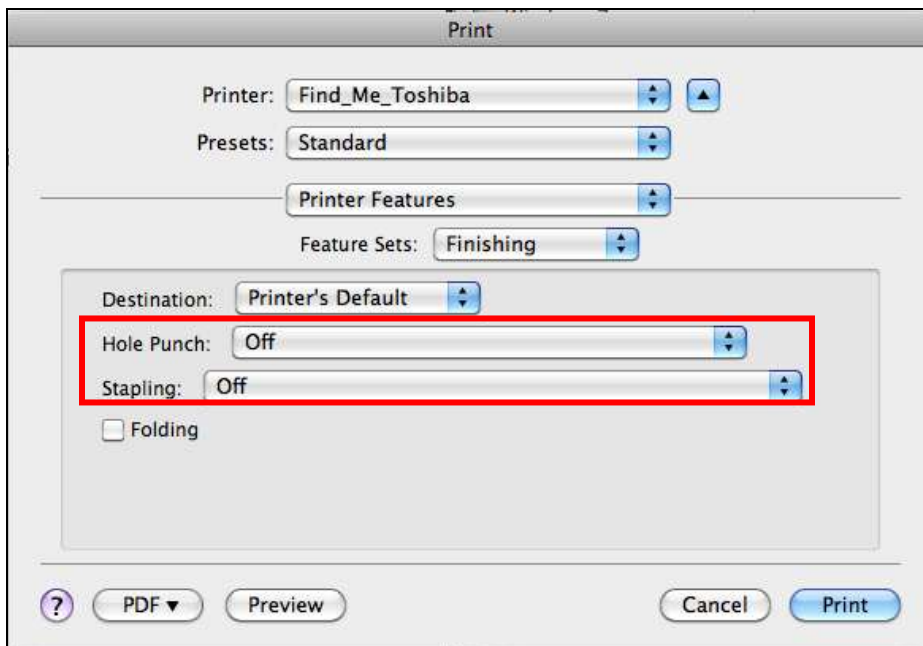 Print
Printer: Find_Me_Toshiba
Presets: Standard
Printer Features
Feature Sets: Finishing
Destination: Printer's Default
Hole Punch: Off
Stapling: Off
Folding
? PDF▼ Preview Cancel Print